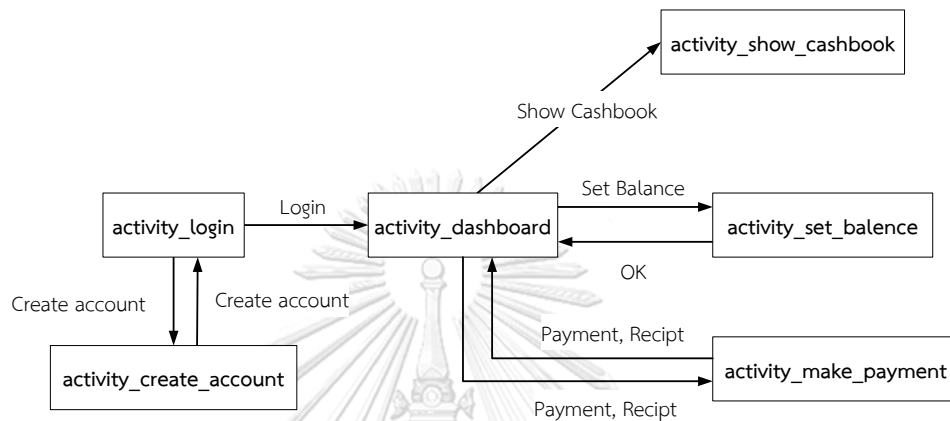 activity_show_cashbook
Show Cashbook
Set Balance
Login
activity_login
activity_dashboard
activity_set_balence
OK
Create account
Create account
Payment, Recipt
activity_create_account
activity_make_payment
Payment, Recipt